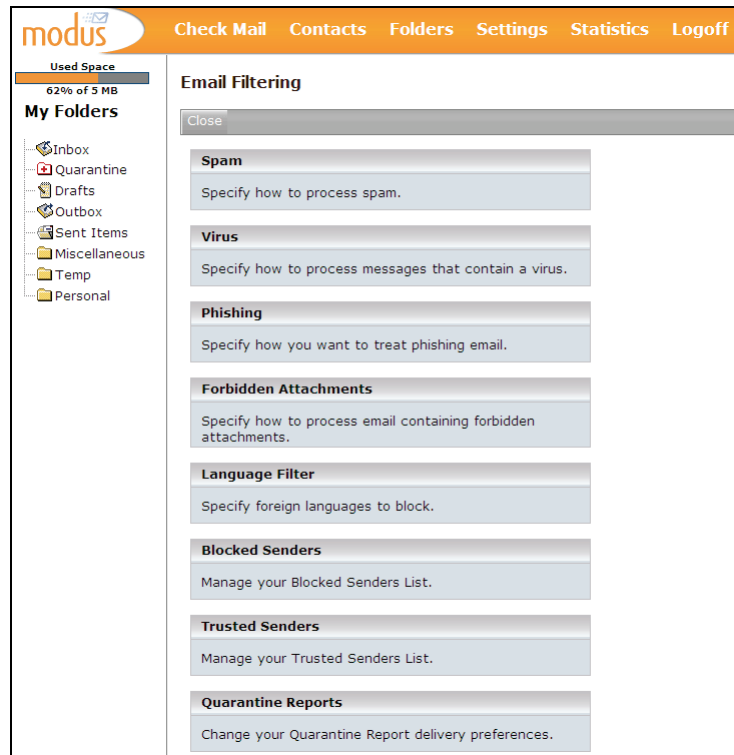 modus
Check Mail Contacts Folders Settings Statistics Logoff
Used Space
62% of 5 MB
My Folders
Inbox
Quarantine
Drafts
Outbox
Sent Items
Miscellaneous
Temp
Personal
Email Filtering
Close
Spam
Specify how to process spam.
Virus
Specify how to process messages that contain a virus.
Phishing
Specify how you want to treat phishing email.
Forbidden Attachments
Specify how to process email containing forbidden
attachments.
Language Filter
Specify foreign languages to block.
Blocked Senders
Manage your Blocked Senders List.
Trusted Senders
Manage your Trusted Senders List.
Quarantine Reports
Change your Quarantine Report delivery preferences.